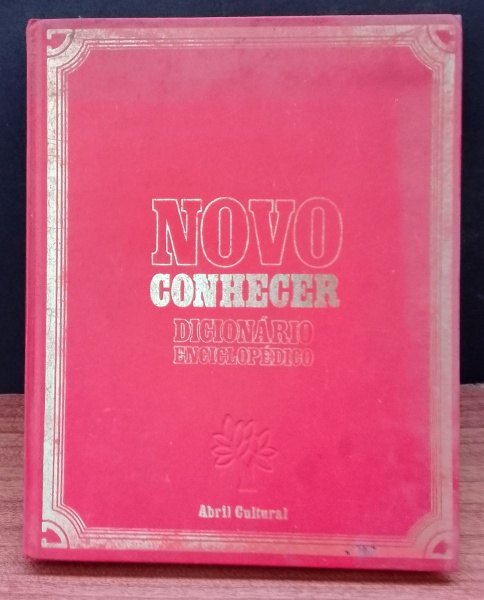 NOVO
CONHECER
DICIONÁRIO
ENCICLOPÉDICO
Abril Cultural